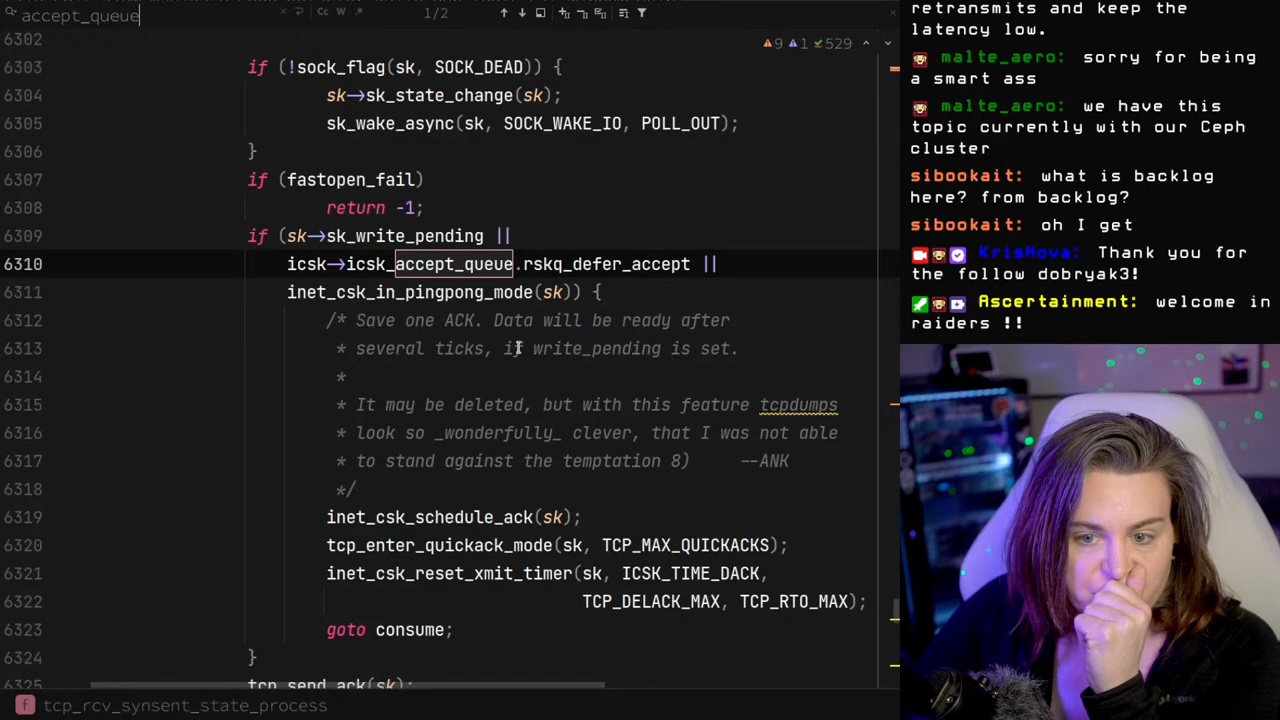 accept_queue
Cc W .*
1/2
9 1 529
6302
6303 if (!sock_flag(sk, SOCK_DEAD)) {
6304 sk->sk_state_change(sk);
6305 sk_wake_async(sk, SOCK_WAKE_IO, POLL_OUT);
6306 }
6307 if (fastopen_fail)
6308 return -1;
6309 if (sk->sk_write_pending ||
6310 icsk->icsk_accept_queue.rskq_defer_accept ||
6311 inet_csk_in_pingpong_mode(sk)) {
6312 /* Save one ACK. Data will be ready after
6313 * several ticks, if write_pending is set.
6314 *
6315 * It may be deleted, but with this feature tcpdumps
6316 * look so _wonderfully_ clever, that I was not able
6317 * to stand against the temptation 8) --ANK
6318 */
6319 inet_csk_schedule_ack(sk);
6320 tcp_enter_quickack_mode(sk, TCP_MAX_QUICKACKS);
6321 inet_csk_reset_xmit_timer(sk, ICSK_TIME_DACK,
6322 TCP_DELACK_MAX, TCP_RTO_MAX);
6323 goto consume;
6324 }
6325 tcp_send_ack(sk);
f tcp_rcv_synsent_state_process
retransmits and keep the
latency low.
malte_aero: sorry for being
a smart ass
malte_aero: we have this
topic currently with our Ceph
cluster
sibookait: what is backlog
here? from backlog?
sibookait: oh I get
KrisNova: Thank you for
the follow dobryak3!
Ascertainment: welcome in
raiders !!